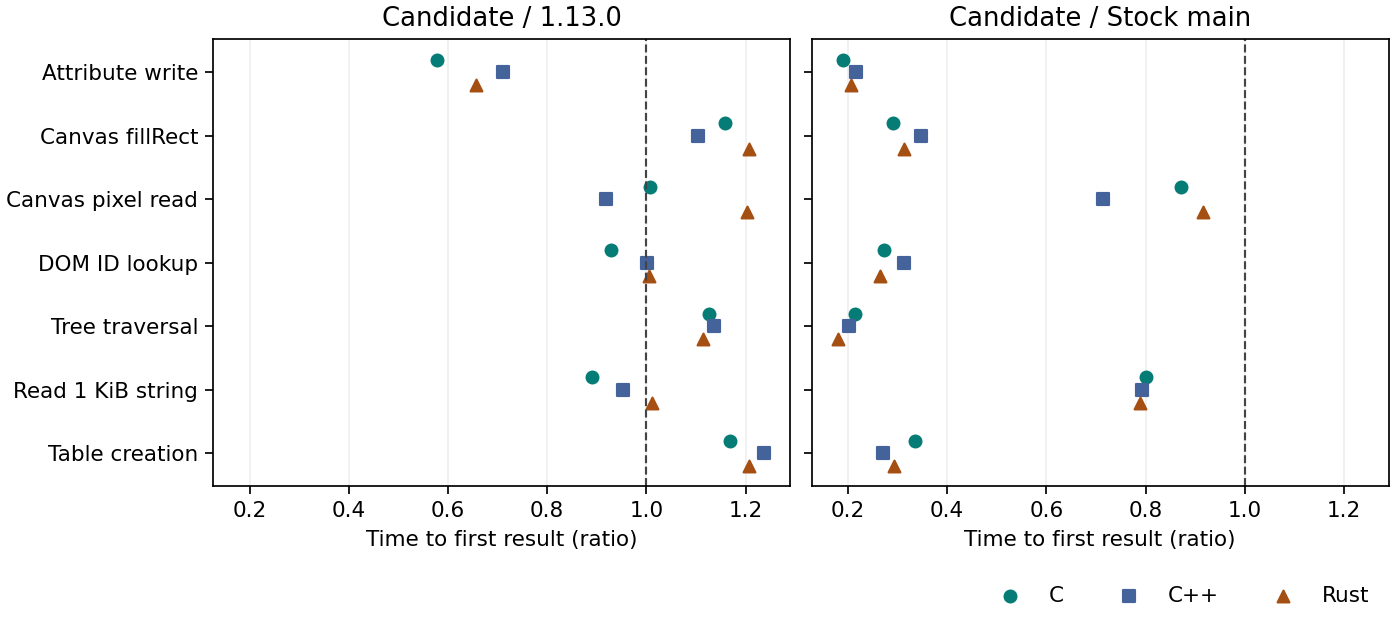 Candidate / 1.13.0
Candidate / Stock main
Attribute write
Canvas fillRect
Canvas pixel read
DOM ID lookup
Tree traversal
Read 1 KiB string
Table creation
0.2 0.4 0.6 0.8 1.0 1.2
0.2 0.4 0.6 0.8 1.0 1.2
Time to first result (ratio)
Time to first result (ratio)
C C++ Rust